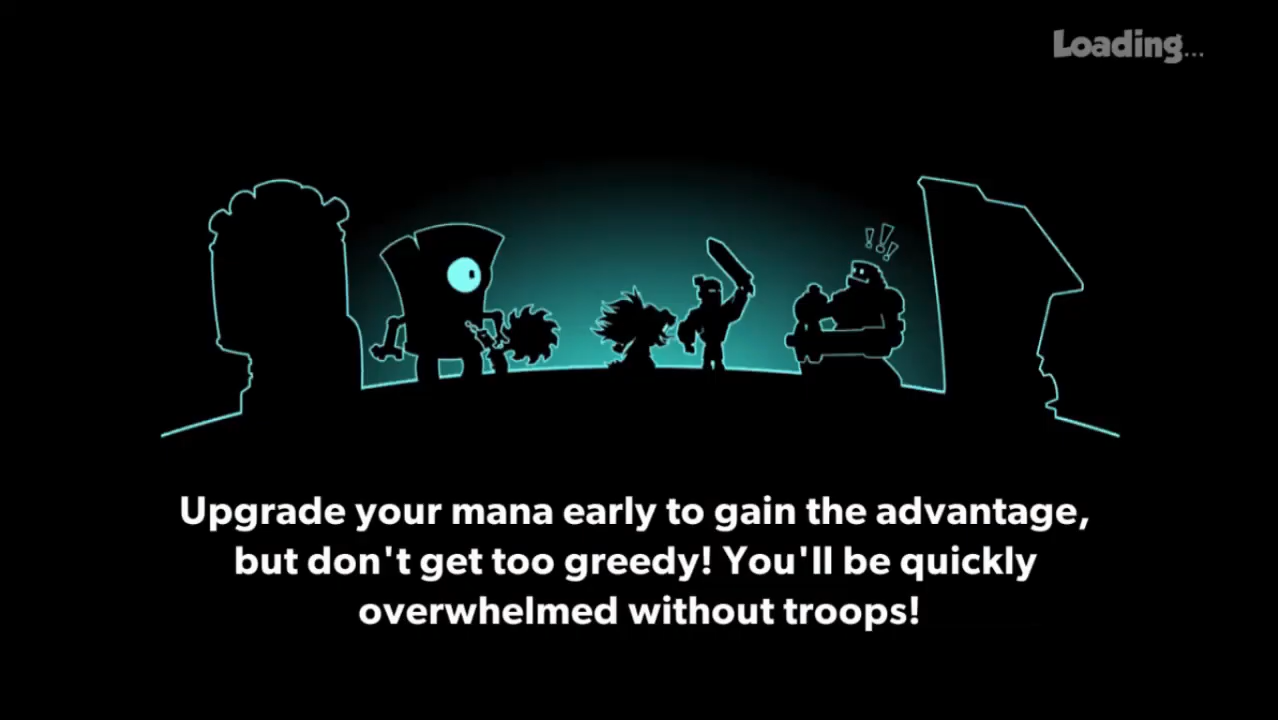 Loading...
Upgrade your mana early to gain the advantage,
but don't get too greedy! You'll be quickly
overwhelmed without troops!